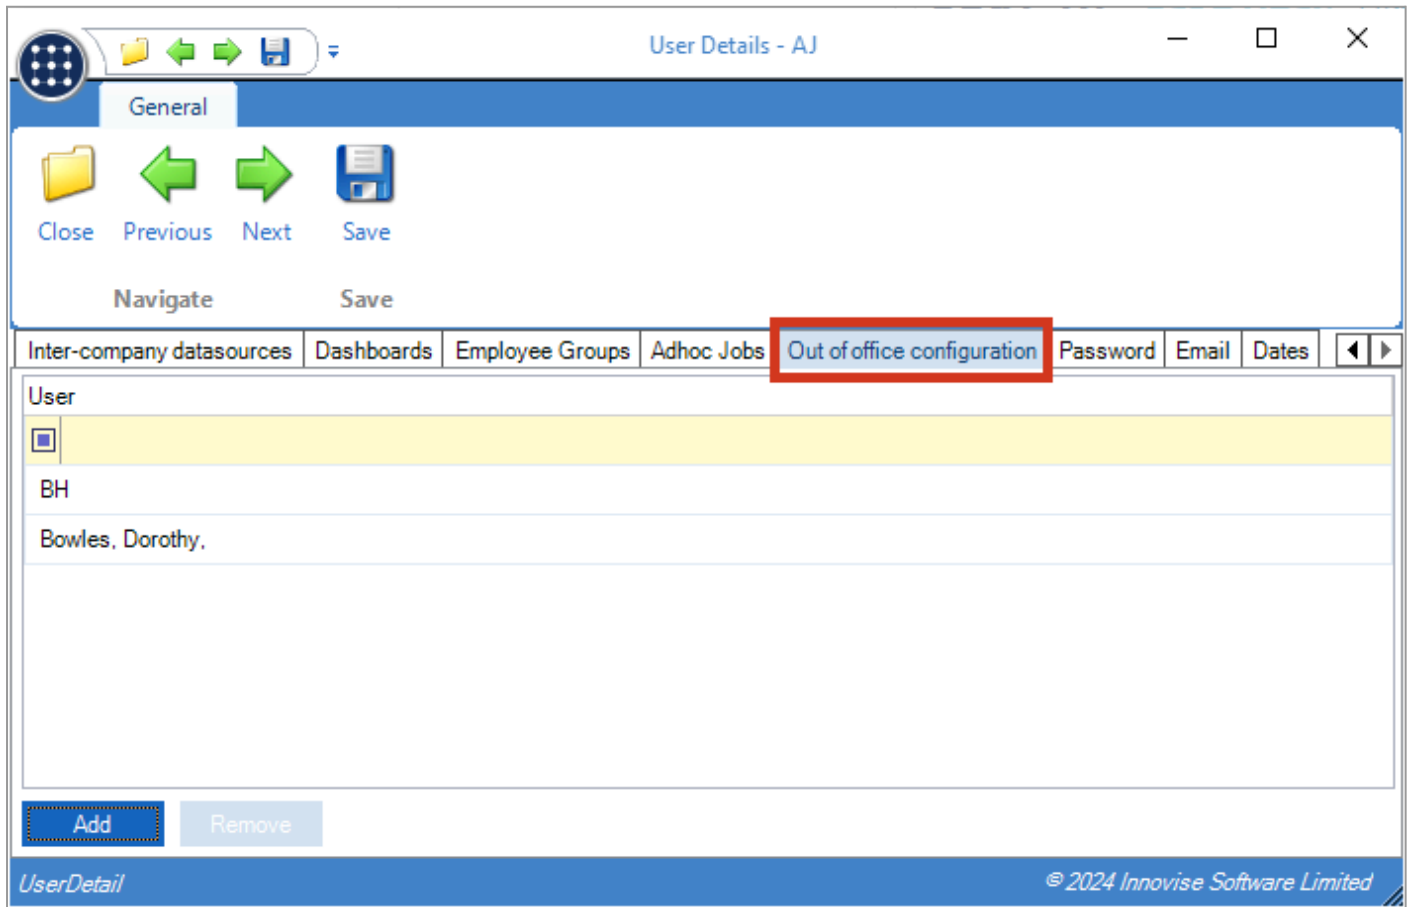 User Details - AJ
General
Close Previous Next Save
Navigate Save
Inter-company datasources Dashboards Employee Groups Adhoc Jobs Out of office configuration Password Email Dates
User
BH
Bowles, Dorothy,
Add Remove
UserDetail © 2024 Innovise Software Limited